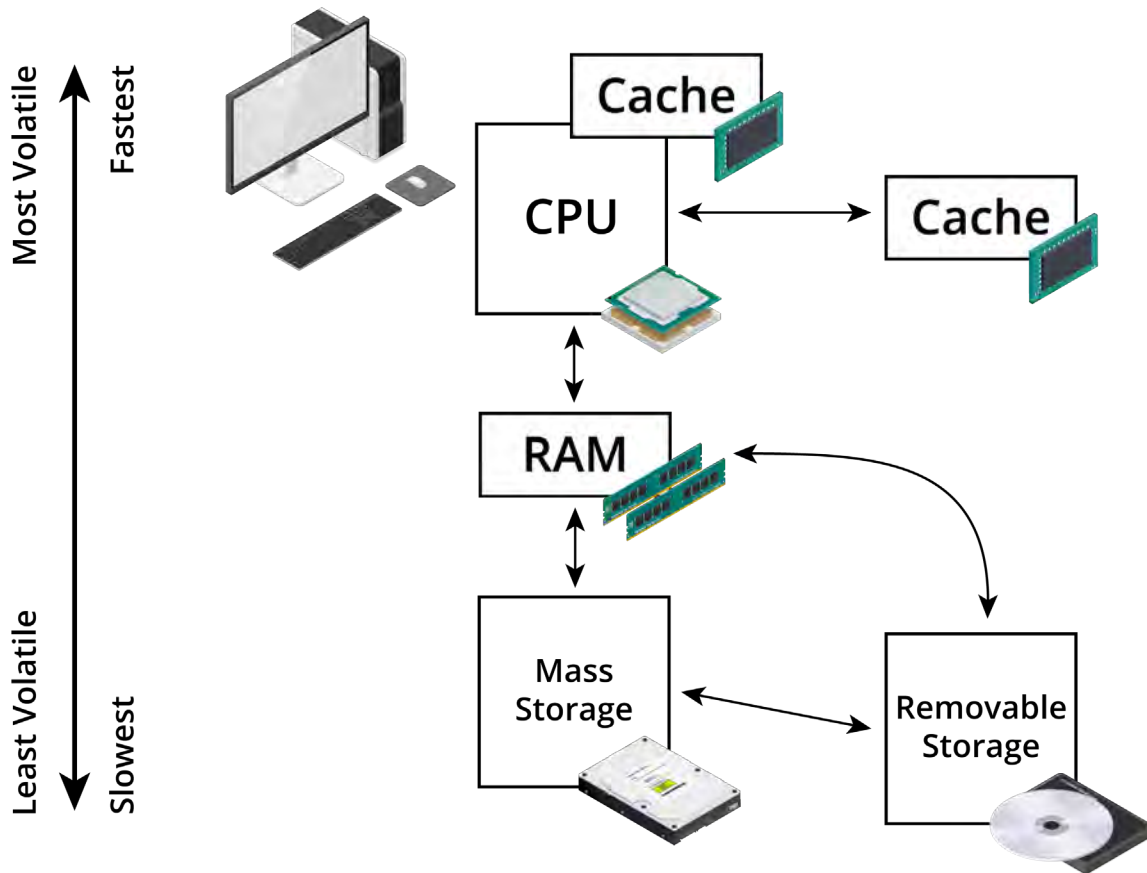 Most Volatile
Fastest
Least Volatile
Slowest
Cache
CPU
Cache
RAM
Mass
Storage
Removable
Storage